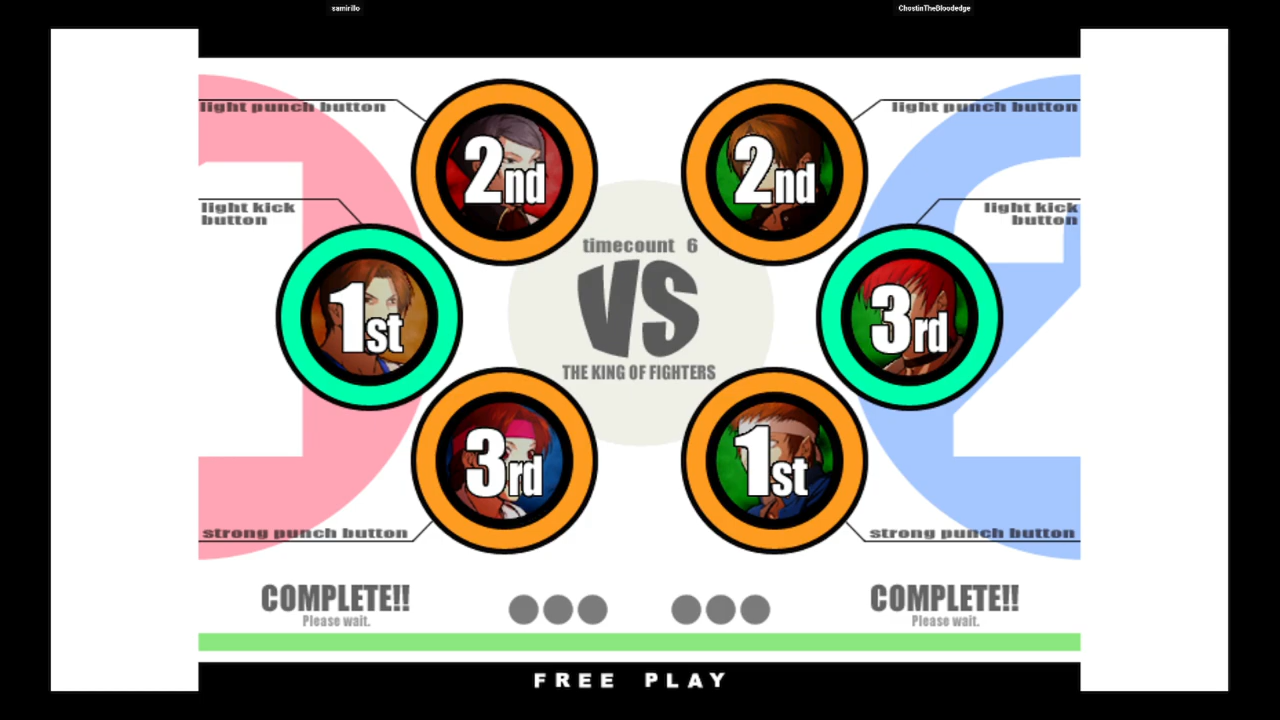 samirillo
ChostinTheBloodedge
light punch button
2nd
2nd
light punch button
light kick
button
light kick
button
timecount 6
VS
THE KING OF FIGHTERS
1st
3rd
3rd
1st
strong punch button
strong punch button
COMPLETE!!
Please wait.
COMPLETE!!
Please wait.
FREE PLAY